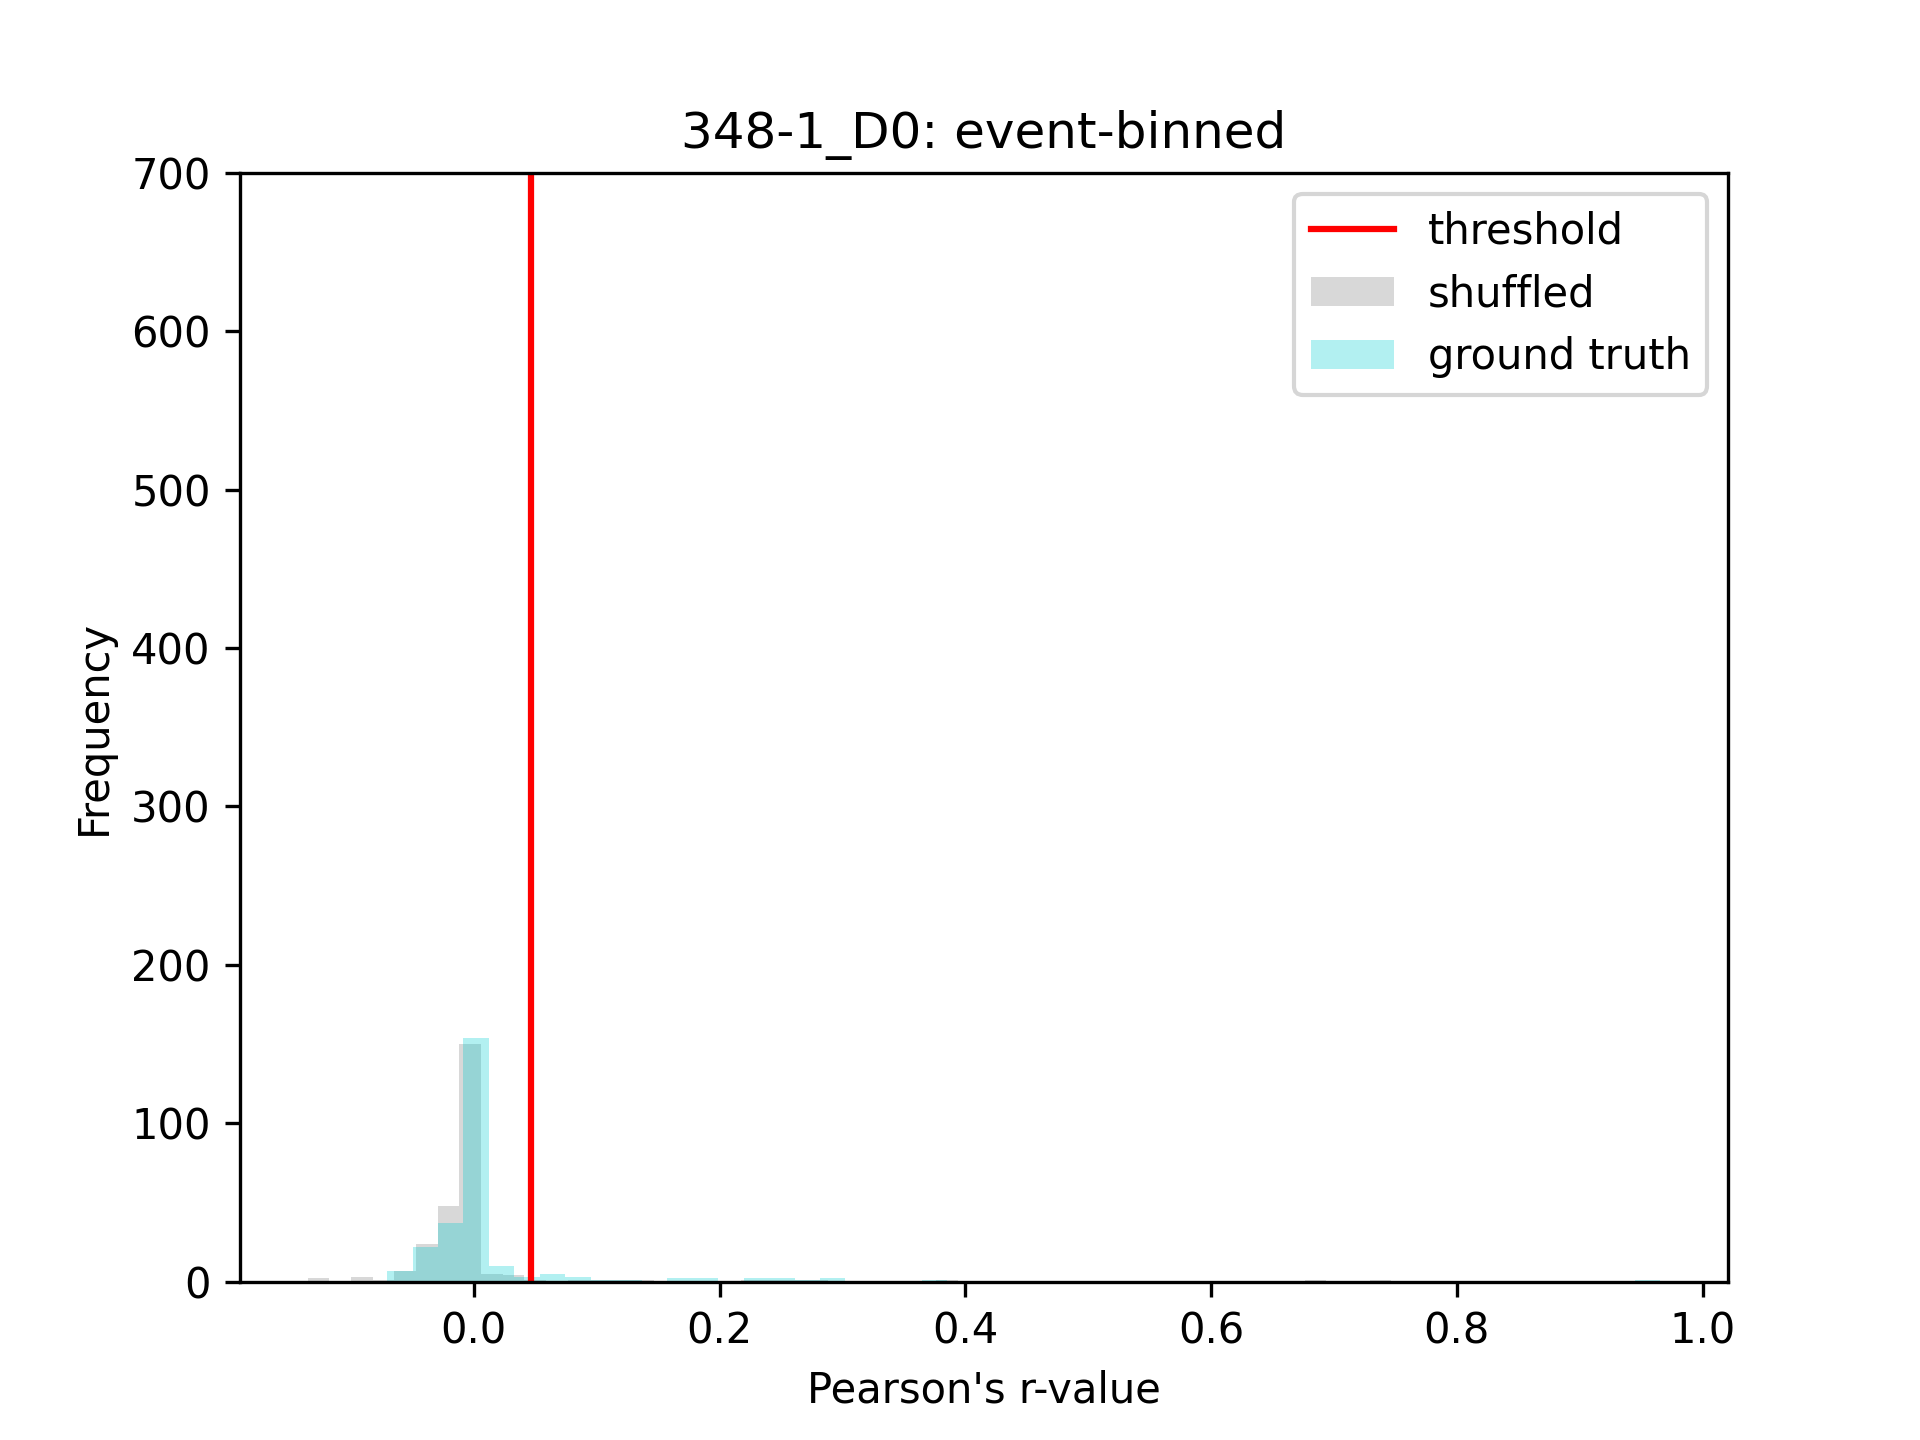 348-1_D0: event-binned
700
600
500
400
300
200
100
0
Frequency
threshold
shuffled
ground truth
0.0 0.2 0.4 0.6 0.8 1.0
Pearson's r-value